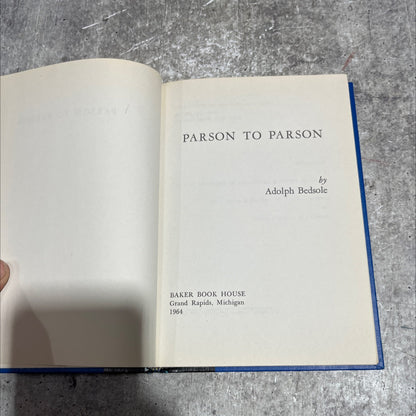 PARSON TO PARSON
by
Adolph Bedsole
BAKER BOOK HOUSE
Grand Rapids, Michigan
1964